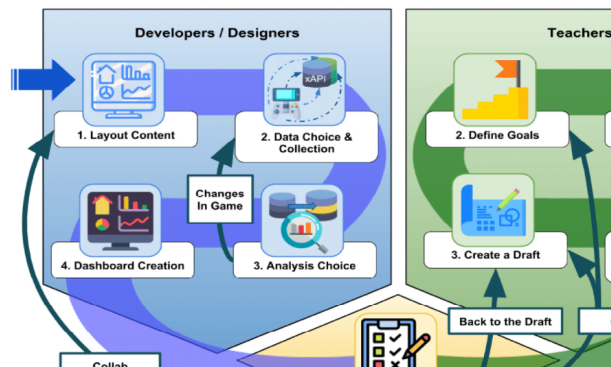 Developers / Designers
Teachers
xAPI
1. Layout Content
2. Data Choice &
Collection
2. Define Goals
Changes
In Game
4. Dashboard Creation
3. Analysis Choice
3. Create a Draft
Back to the Draft
Collab